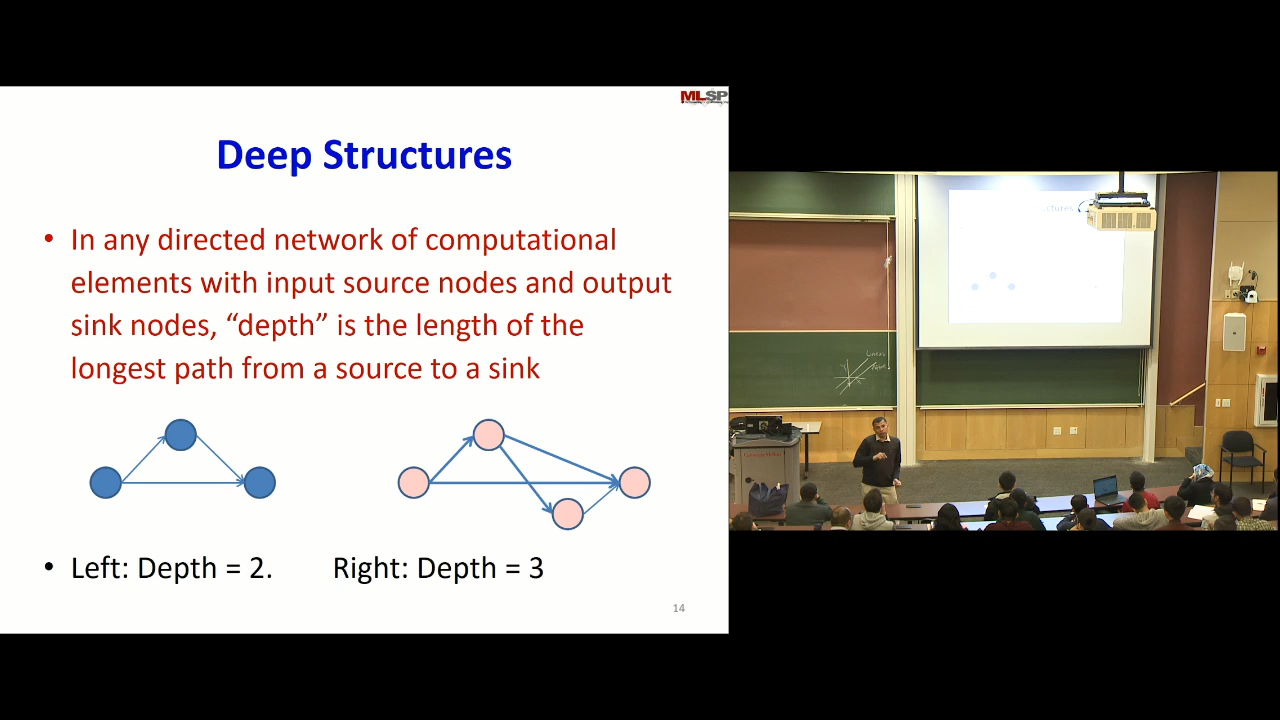 MLSP
Deep Structures
• In any directed network of computational
elements with input source nodes and output
sink nodes, “depth” is the length of the
longest path from a source to a sink
• Left: Depth = 2. Right: Depth = 3
14